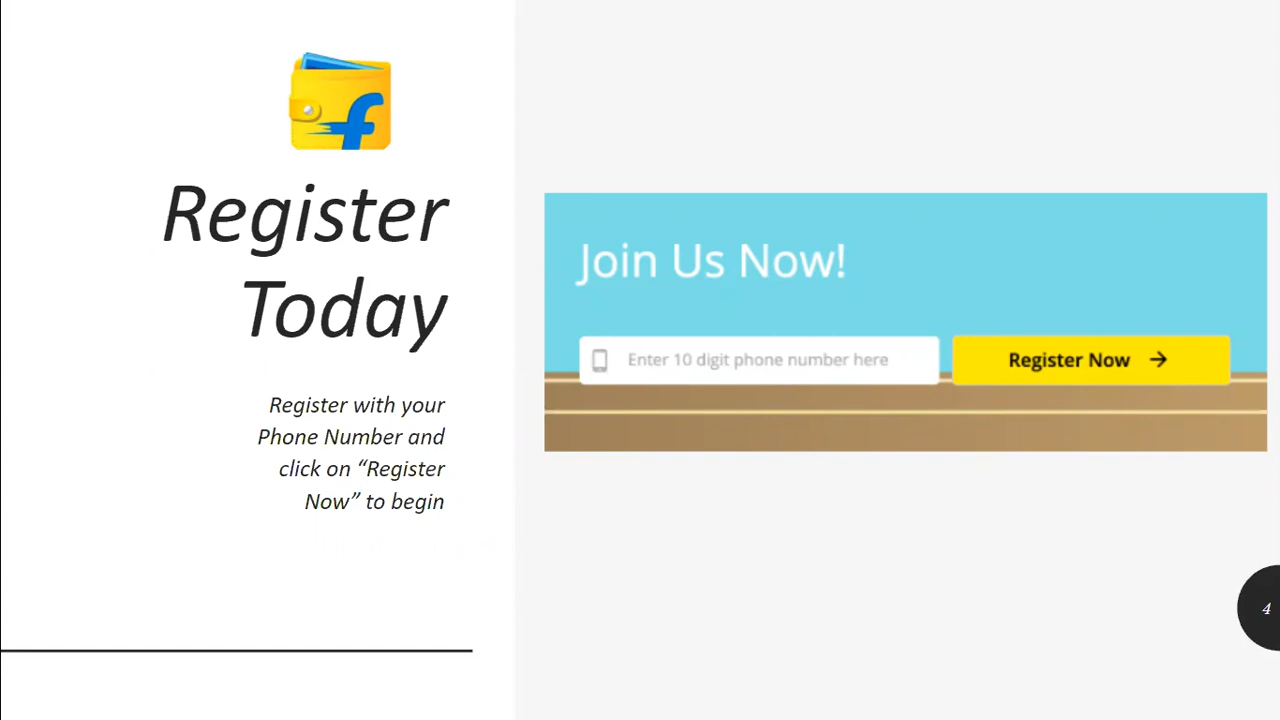 Register
Today
Register with your
Phone Number and
click on “Register
Now” to begin
Join Us Now!
Enter 10 digit phone number here
Register Now
4